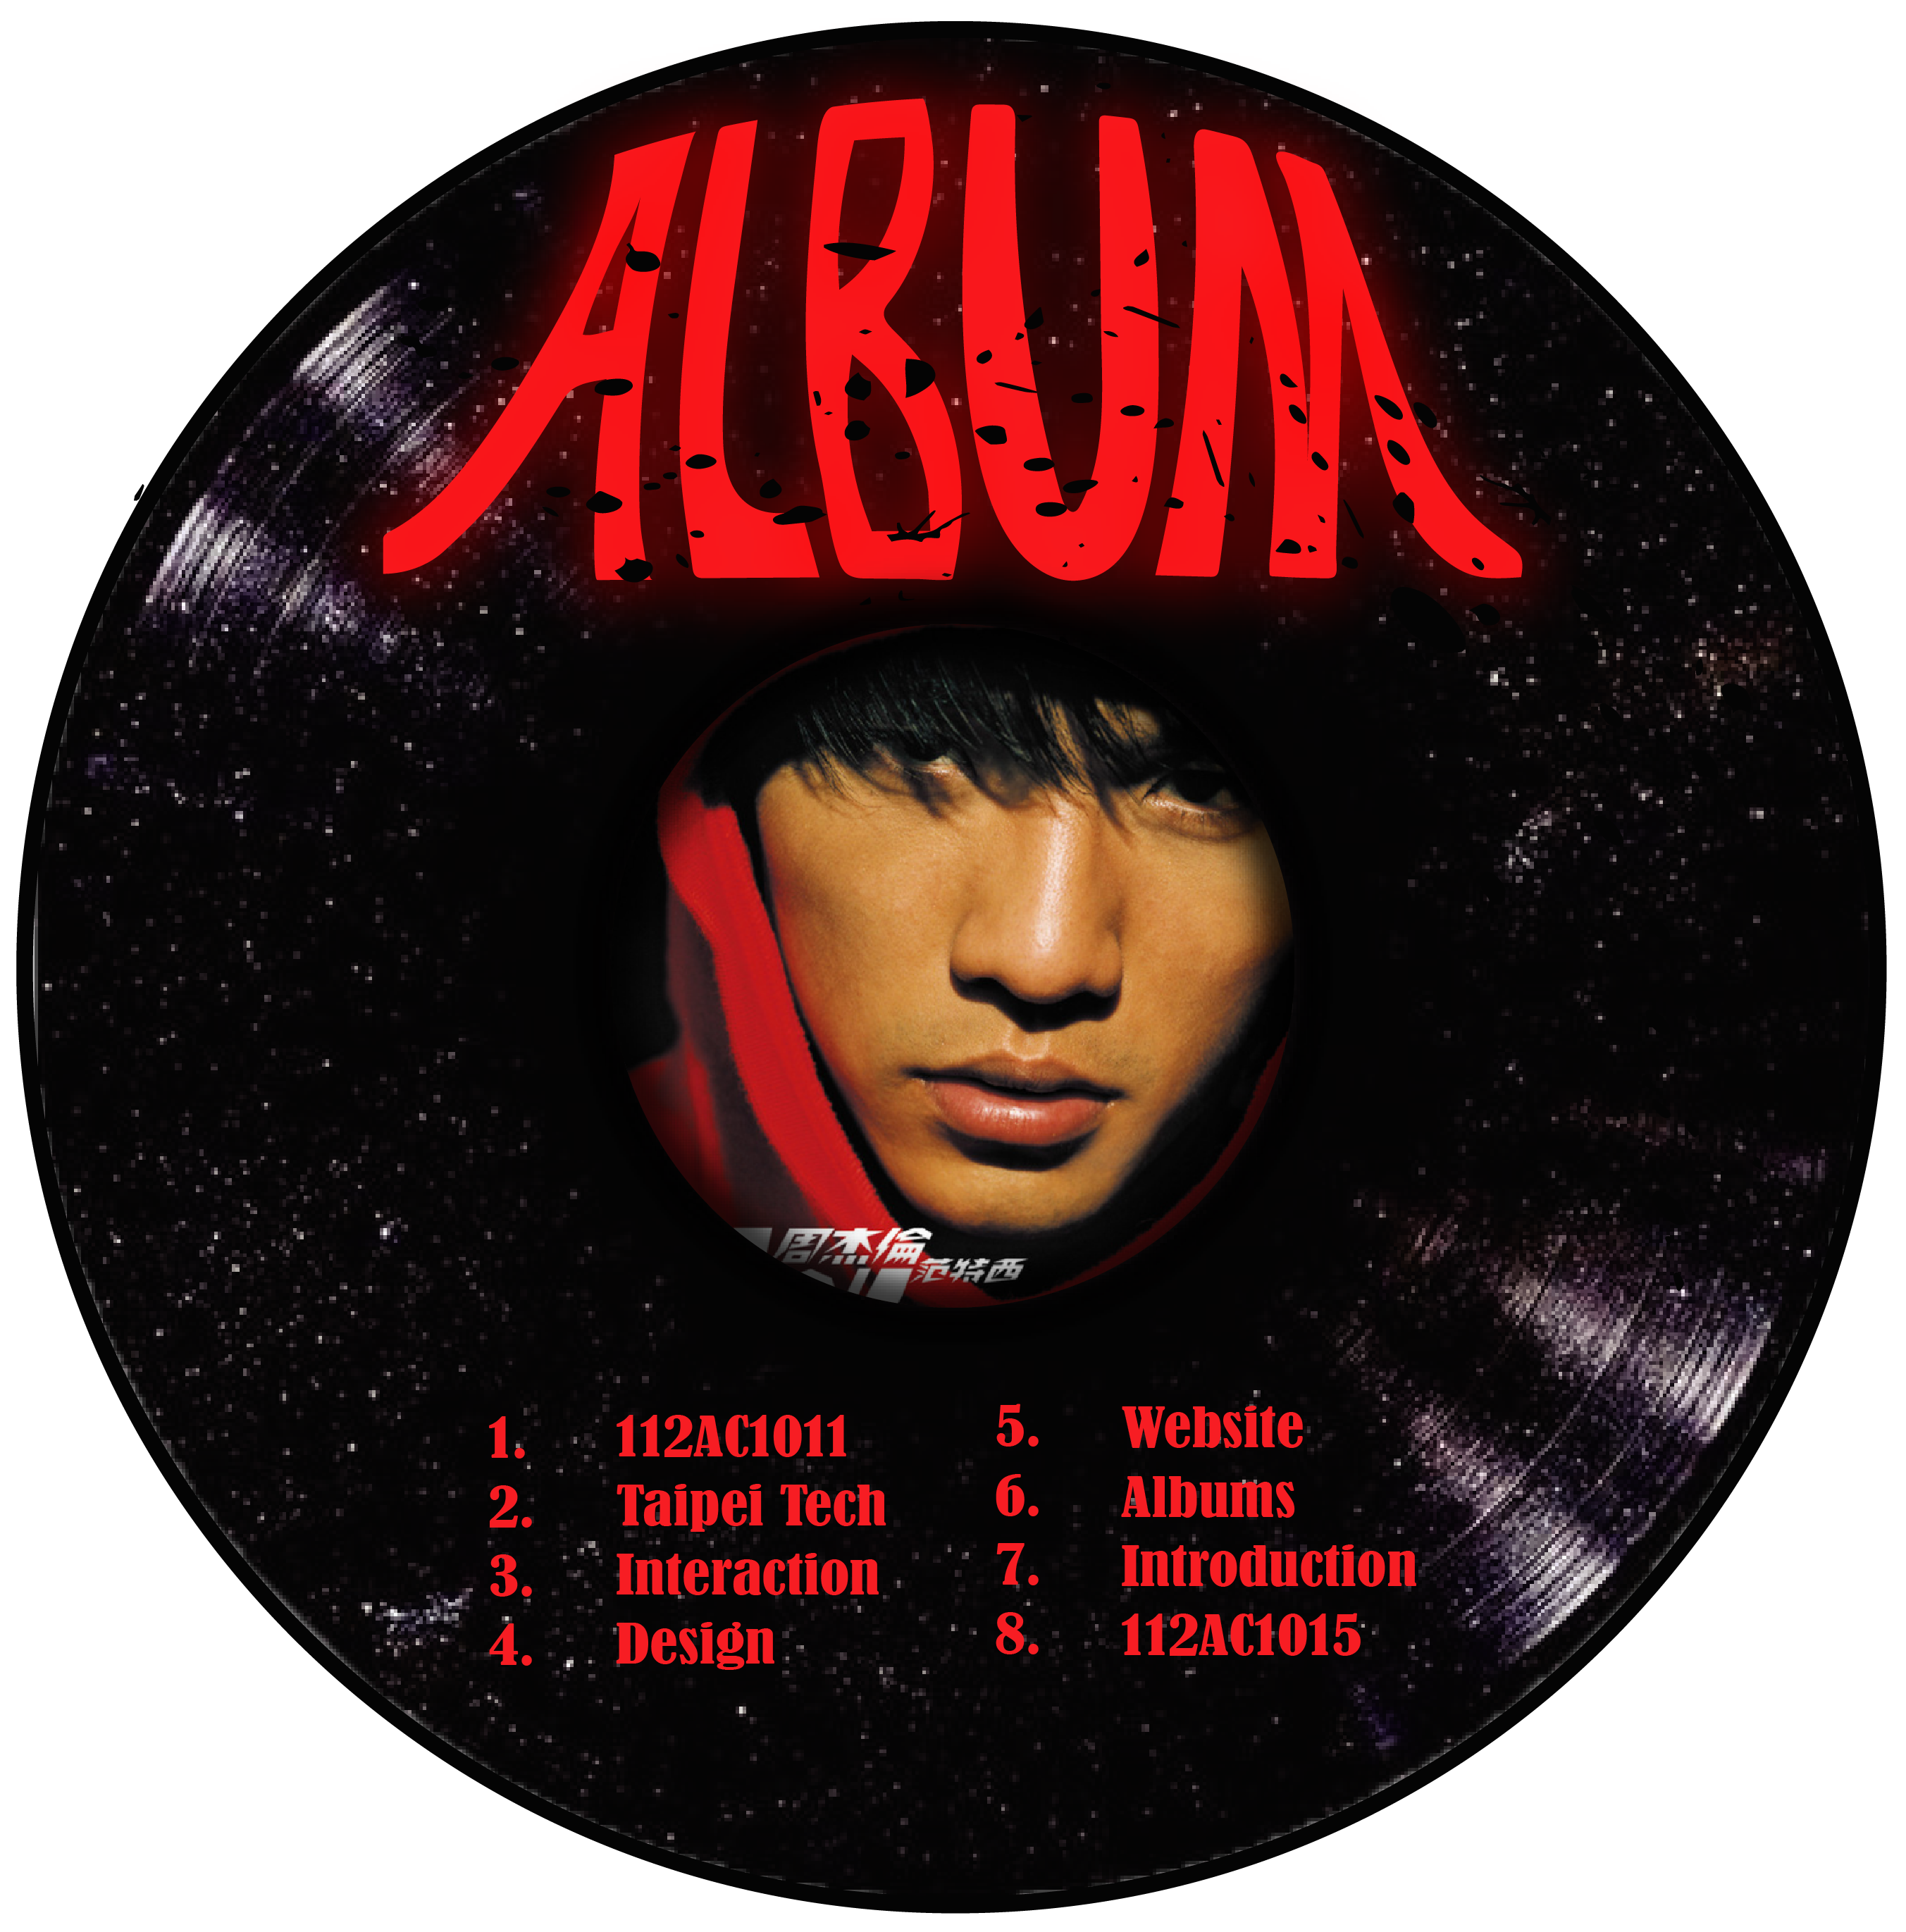 ALBUM
周杰倫
范特西
1. 112AC1011
2. Taipei Tech
3. Interaction
4. Design
5. Website
6. Albums
7. Introduction
8. 112AC1015